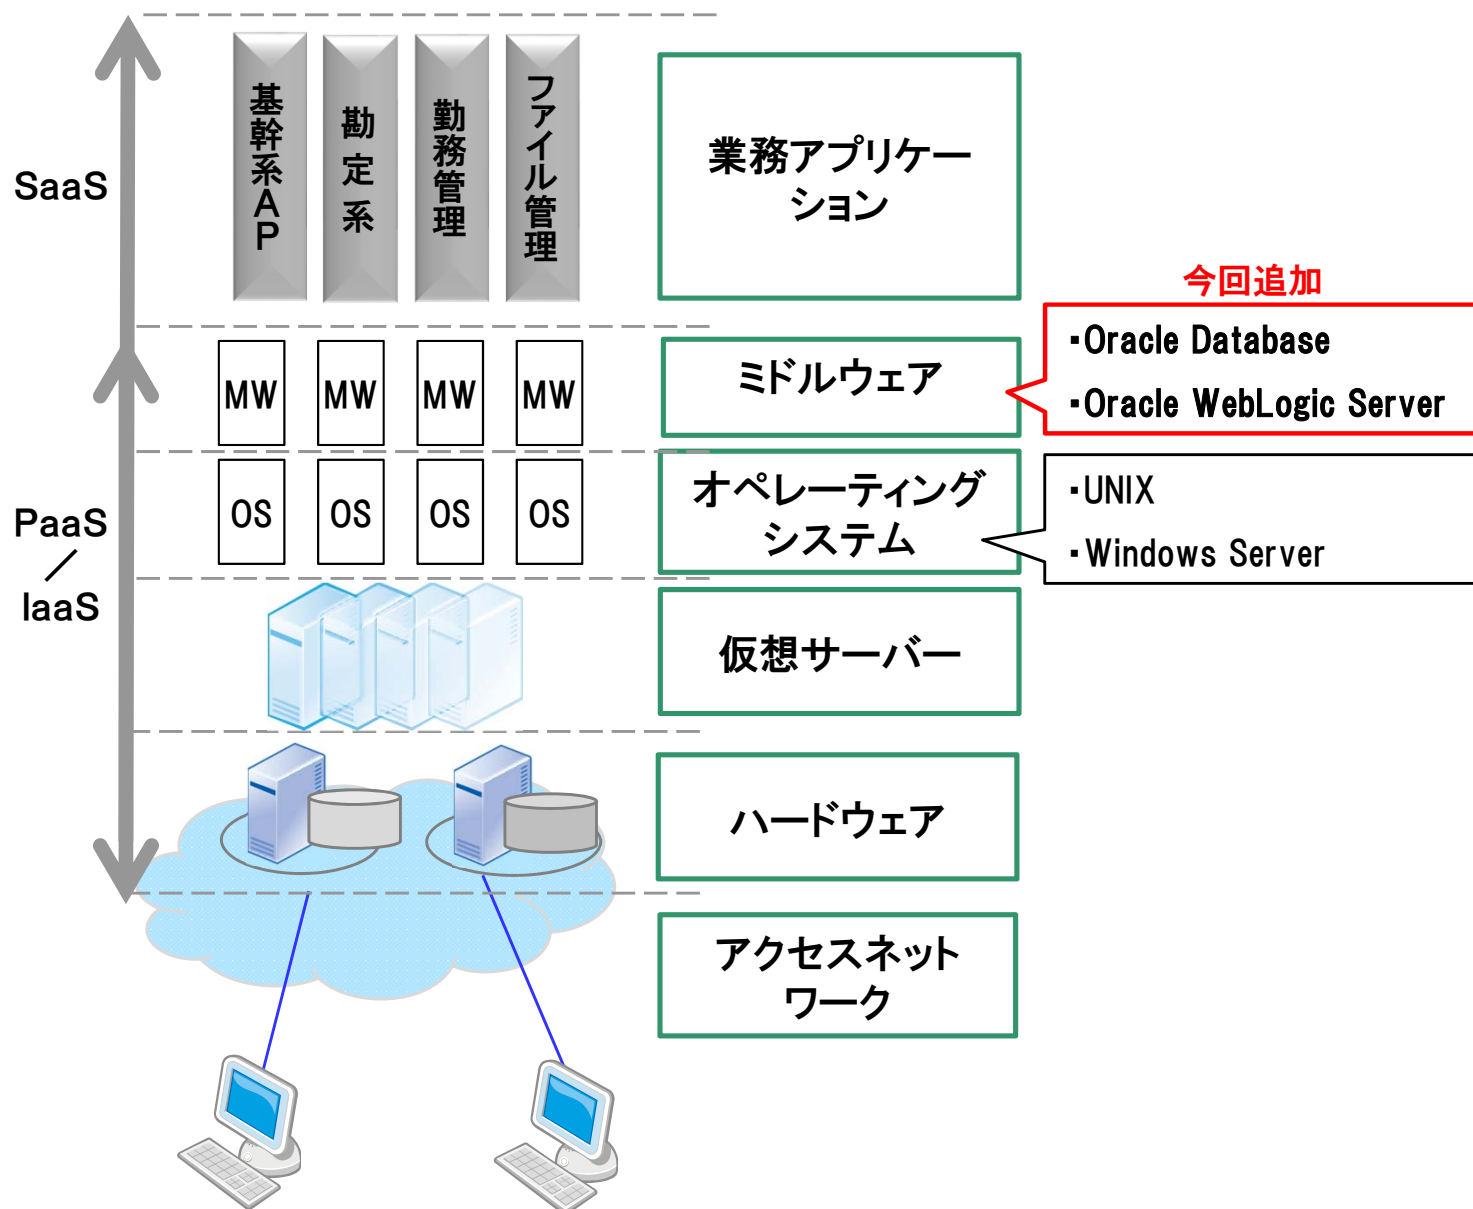 SaaS
基幹系AP
勘定系
勤務管理
ファイル管理
業務アプリケー
ション
今回追加
・Oracle Database
・Oracle WebLogic Server
MW
MW
MW
MW
ミドルウェア
PaaS
／
IaaS
OS
OS
OS
OS
オペレーティング
システム
・UNIX
・Windows Server
仮想サーバー
ハードウェア
アクセスネット
ワーク